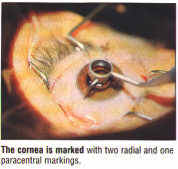 The cornea is marked with two radial and one
paracentral markings.